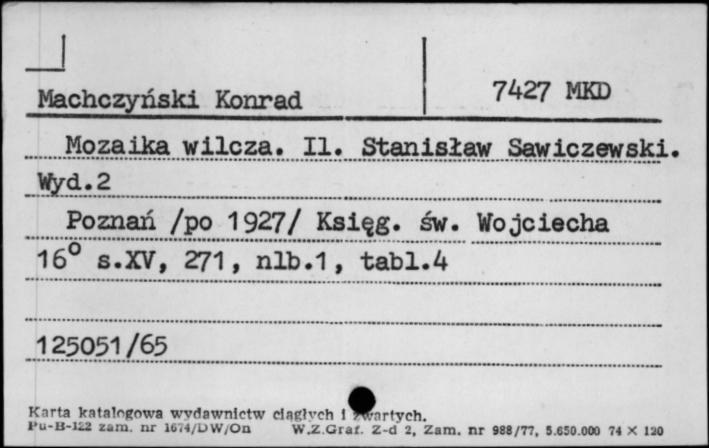 Machczyński Konrad 7427 MKD
Mozaika wilcza. Il. Stanisław Sawiczewski.
Wyd.2
Poznań /po 1927/ Księg. św. Wojciecha
16° s.XV, 271, nlb.1, tabl.4
125051/65
Karta katalogowa wydawnictw ciągłych i zwartych.
Pu-B-122 zam. nr 1674/DW/On W.Z.Graf. Z-d 2, Zam. nr 988/77, 5.650.000 74 X 120